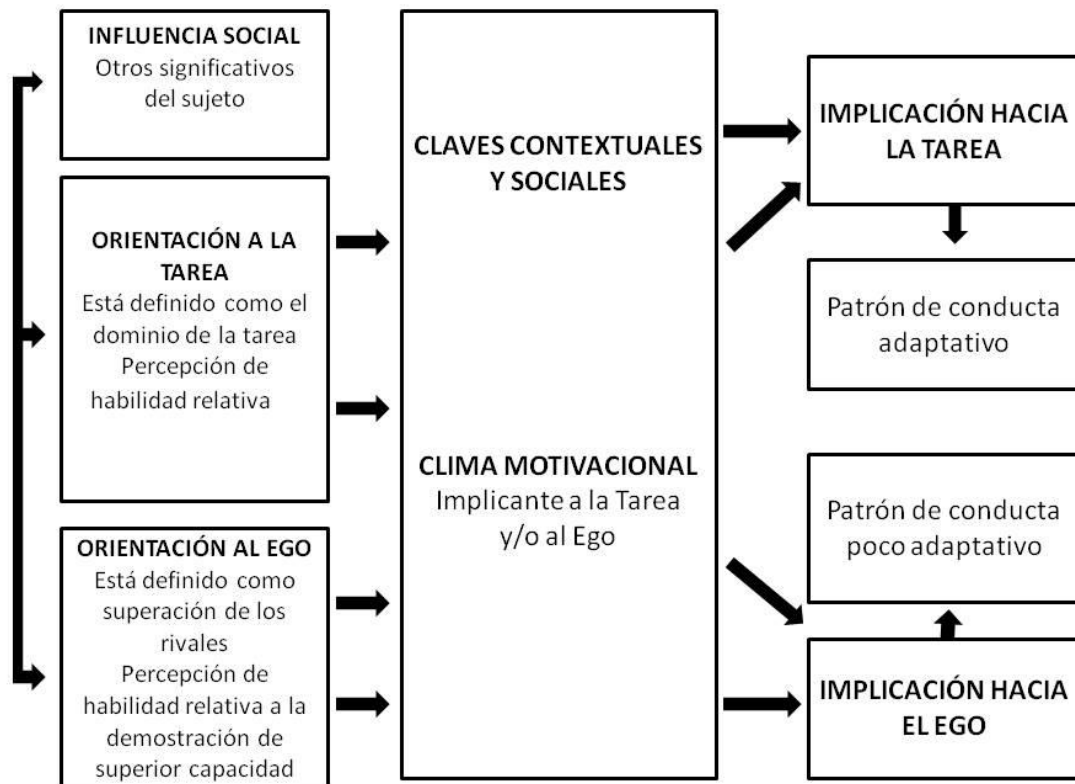 INFLUENCIA SOCIAL
Otros significativos
del sujeto
ORIENTACIÓN A LA
TAREA
Está definido como el
dominio de la tarea
Percepción de
habilidad relativa
ORIENTACIÓN AL EGO
Está definido como
superación de los
rivales
Percepción de
habilidad relativa a la
demostración de
superior capacidad
CLAVES CONTEXTUALES
Y SOCIALES
CLIMA MOTIVACIONAL
Implicante a la Tarea
y/o al Ego
IMPLICACIÓN HACIA
LA TAREA
Patrón de conducta
adaptativo
Patrón de conducta
poco adaptativo
IMPLICACIÓN HACIA
EL EGO